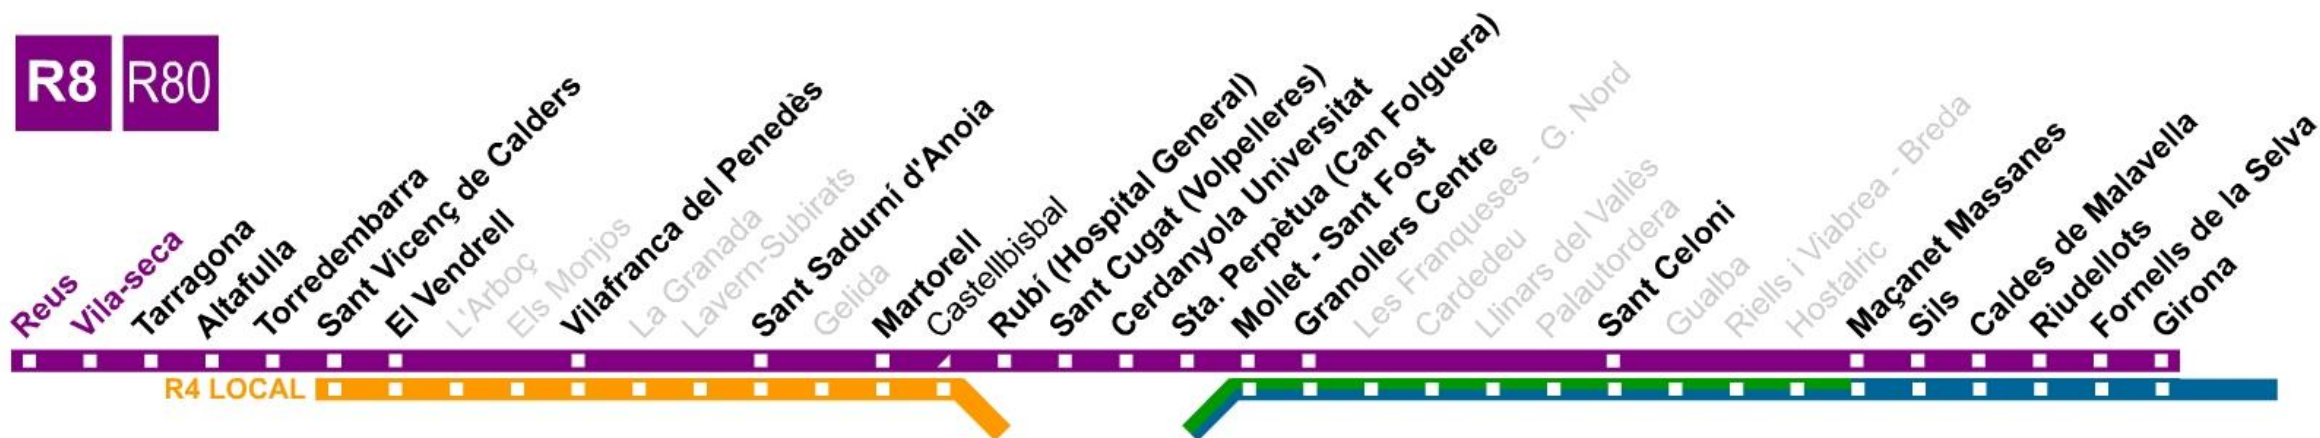 R8
R80
Reus
Vila-seca
Tarragona
Altafulla
Torredembarra
Sant Vicenç de Calders
El Vendrell
L'Arboç
Els Monjos
Vilafranca del Penedès
La Granada
Lavern-Subirats
Sant Sadurní d'Anoia
Gelida
Martorell
Castellbisbal
Rubí (Hospital General)
Sant Cugat (Volpelleres)
Cerdanyola Universitat
Sta. Perpètua (Can Folguera)
Mollet - Sant Fost
Granollers Centre
Les Franqueses - G. Nord
Cardedeu
Llinars del Vallès
Palautordera
Sant Celoni
Gualba
Riells i Viabrea - Breda
Hostalric
Maçanet Massanes
Sils
Caldes de Malavella
Riudellots
Fornells de la Selva
Girona
R4 LOCAL